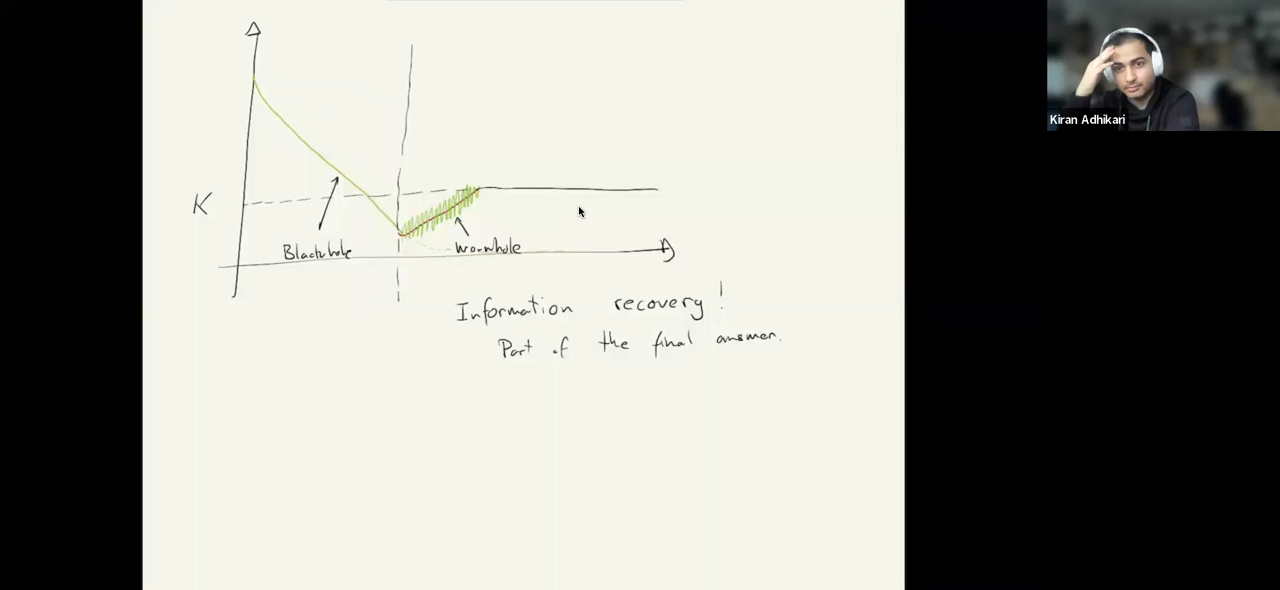 Kiran Adhikari
K
Blackhole
Wormhole
Information recovery!
Part of the final answer.